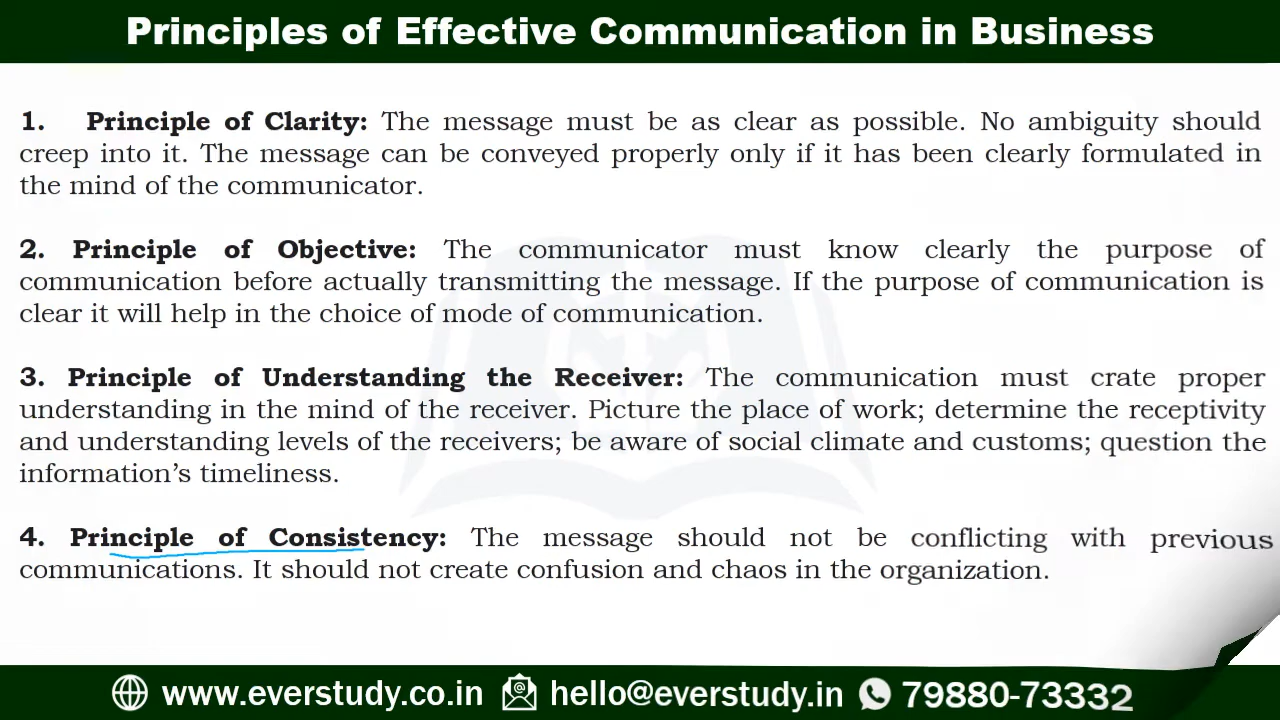 Principles of Effective Communication in Business
1. Principle of Clarity: The message must be as clear as possible. No ambiguity should
creep into it. The message can be conveyed properly only if it has been clearly formulated in
the mind of the communicator.
2. Principle of Objective: The communicator must know clearly the purpose of
communication before actually transmitting the message. If the purpose of communication is
clear it will help in the choice of mode of communication.
3. Principle of Understanding the Receiver: The communication must crate proper
understanding in the mind of the receiver. Picture the place of work; determine the receptivity
and understanding levels of the receivers; be aware of social climate and customs; question the
information's timeliness.
4. Principle of Consistency: The message should not be conflicting with previous
communications. It should not create confusion and chaos in the organization.
www.everstudy.co.in hello@everstudy.in 79880-73332